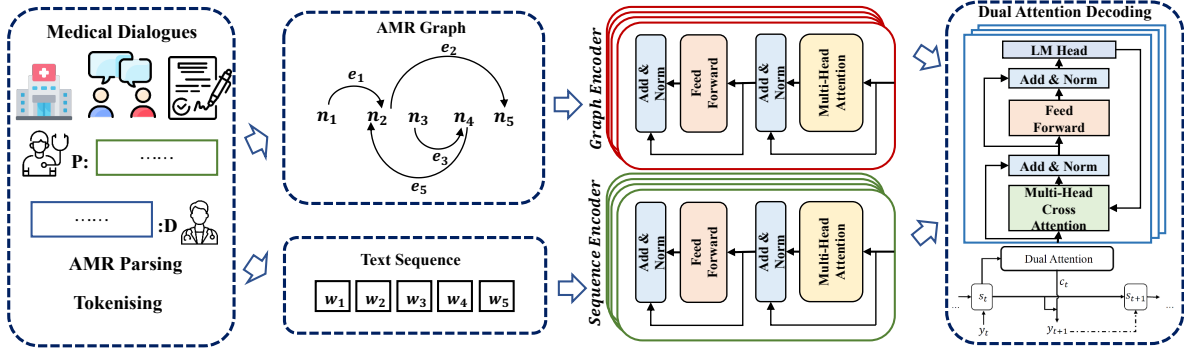 Medical Dialogues
P:
......
......
:D
AMR Parsing
Tokenising
AMR Graph
e₂
e₁
n₁ n₂ n₃ n₄ n₅
e₃
e₅
Text Sequence
w₁ w₂ w₃ w₄ w₅
Graph Encoder
Add &
Norm
Feed
Forward
Add &
Norm
Multi-Head
Attention
Sequence Encoder
Add &
Norm
Feed
Forward
Add &
Norm
Multi-Head
Attention
Dual Attention Decoding
LM Head
Add & Norm
Feed
Forward
Add & Norm
Multi-Head
Cross
Attention
Dual Attention
cₜ
sₜ
sₜ₊₁
...
...
yₜ
yₜ₊₁